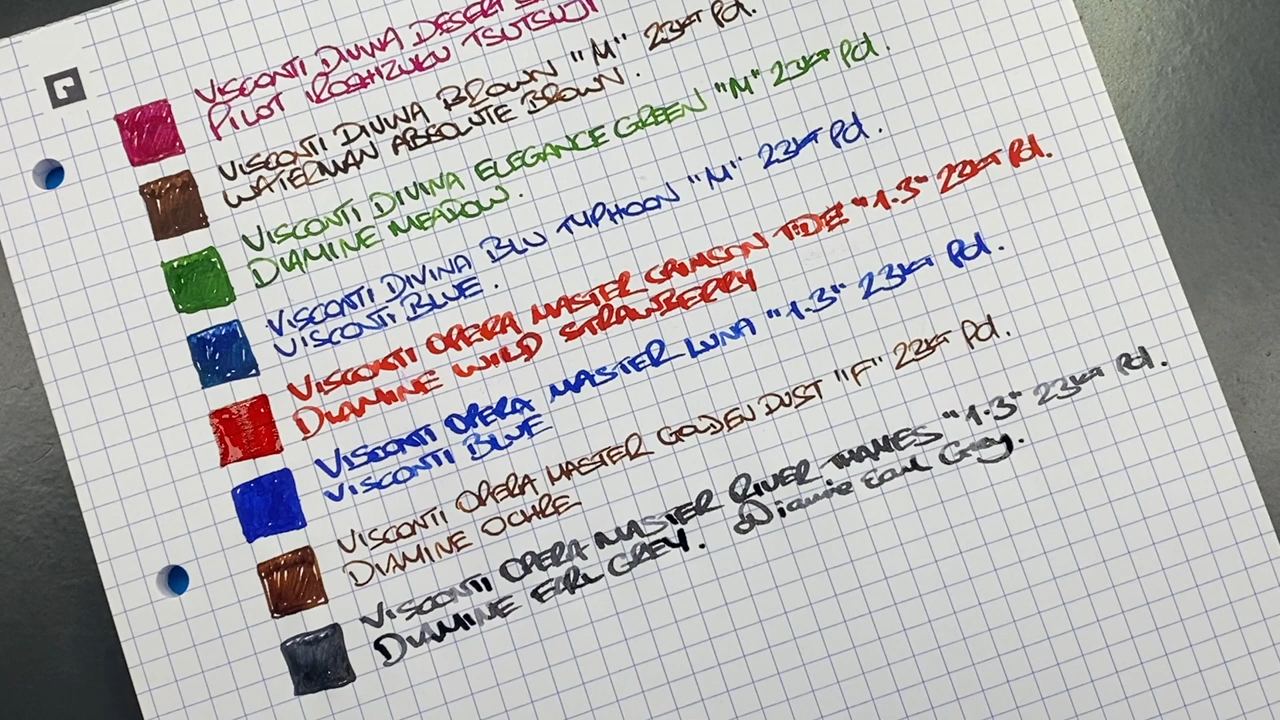 VISCONTI DIVINA DESERT
PILOT IROSHIZUKU TSUTSUJI
VISCONTI DIVINA BROWN "M" 23KT Pd.
WATERMAN ABSOLUTE BROWN.
VISCONTI DIVINA ELEGANCE GREEN "M" 23KT Pd.
DIAMINE MEADOW.
VISCONTI DIVINA BLU TYPHOON "M" 23KT Pd.
VISCONTI BLUE.
VISCONTI OPERA MASTER CRIMSON TIDE "1.3" 23KT Pd.
DIAMINE WILD STRAWBERRY
VISCONTI OPERA MASTER LUNA "1.3" 23KT Pd.
VISCONTI BLUE
VISCONTI OPERA MASTER GOLDEN DUST "F" 23KT Pd.
DIAMINE OCHRE
VISCONTI OPERA MASTER RIVER THAMES "1.3" 23KT Pd.
DIAMINE EARL GREY. Diamine Earl Grey.